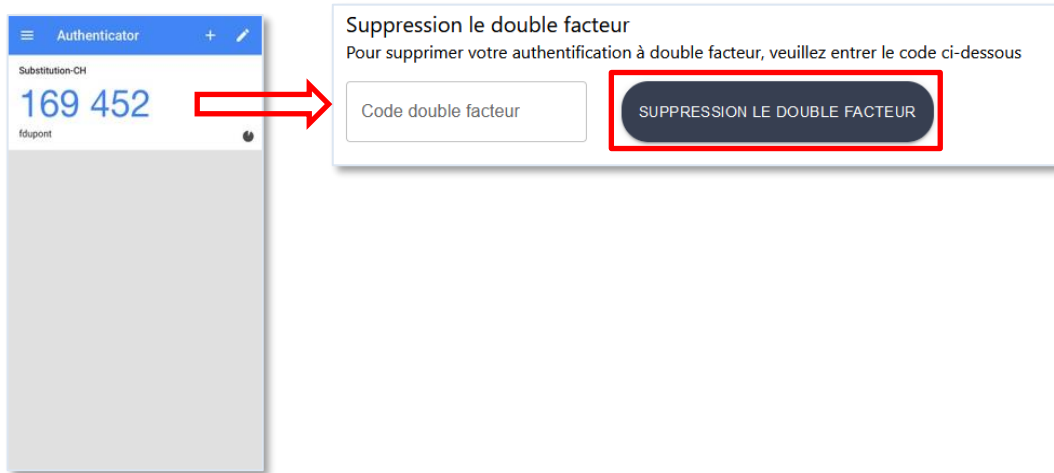 Authenticator
Substitution-CH
169 452
fdupont
Suppression le double facteur
Pour supprimer votre authentification à double facteur, veuillez entrer le code ci-dessous
Code double facteur
SUPPRESSION LE DOUBLE FACTEUR